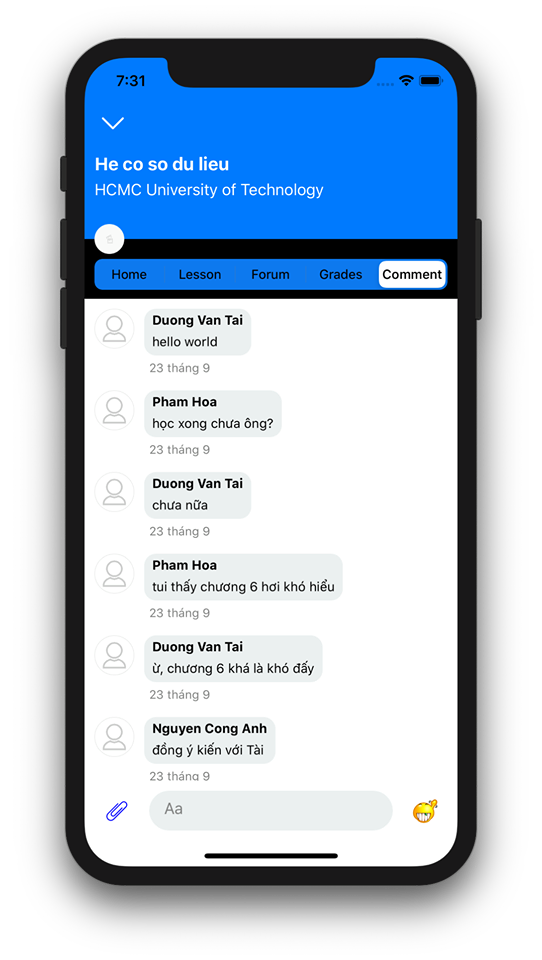 7:31
He co so du lieu
HCMC University of Technology
Home Lesson Forum Grades Comment
Duong Van Tai
hello world
23 tháng 9
Pham Hoa
học xong chưa ông?
23 tháng 9
Duong Van Tai
chưa nữa
23 tháng 9
Pham Hoa
tui thấy chương 6 hơi khó hiểu
23 tháng 9
Duong Van Tai
ừ, chương 6 khá là khó đấy
23 tháng 9
Nguyen Cong Anh
đồng ý kiến với Tài
23 tháng 9
Aa